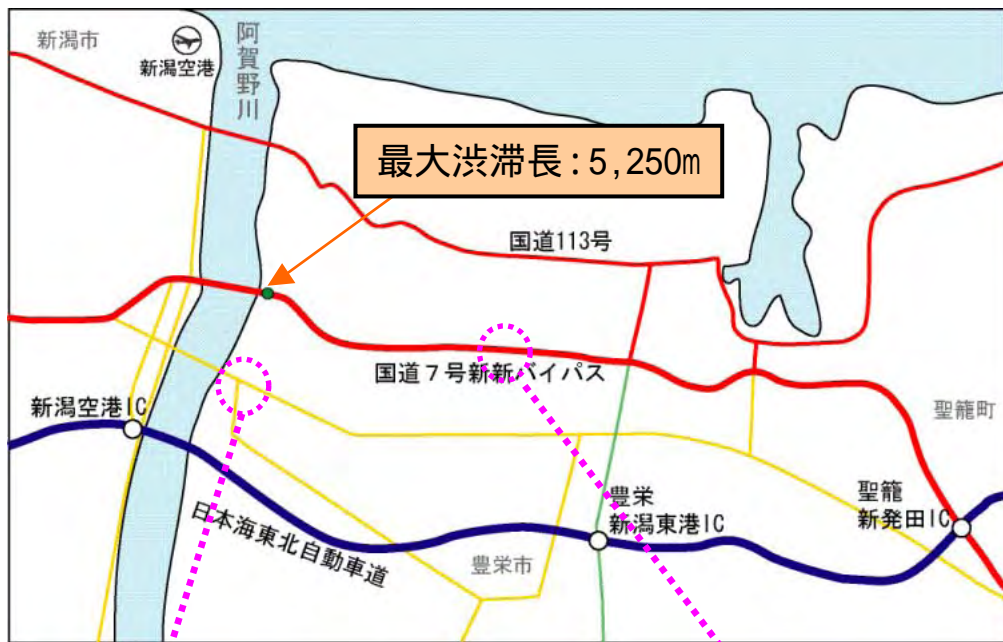 新潟市
新潟空港
阿賀野川
最大渋滞長：5,250m
国道113号
国道７号新新バイパス
新潟空港IC
聖籠町
豊栄
新潟東港IC
聖籠
新発田IC
日本海東北自動車道
豊栄市